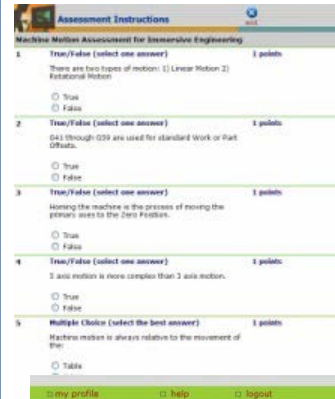 Assessment Instructions
exit
Machine Motion Assessment for Immersive Engineering
1 True/False (select one answer) 1 points
There are two types of motion: 1) Linear Motion 2)
Rotational Motion
True
False
2 True/False (select one answer) 1 points
G41 through G59 are used for standard Work or Part
Offsets.
True
False
3 True/False (select one answer) 1 points
Homing the machine is the process of moving the
primary axes to the Zero Position.
True
False
4 True/False (select one answer) 1 points
axis motion is more complex than 3 axis motion.
True
False
5 Multiple Choice (select the best answer) 1 points
Machine motion is always relative to the movement of
the:
Table
my profile help logout